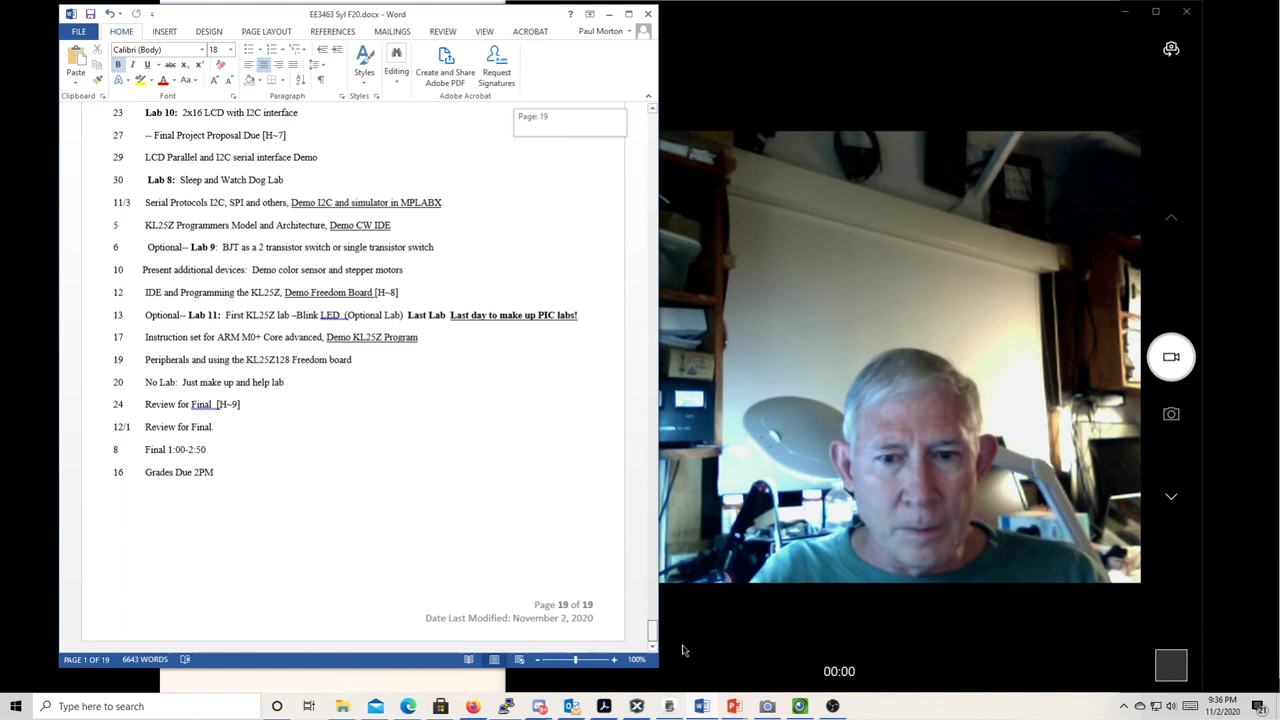 EE3463 Syl F20.docx - Word
?
FILE HOME INSERT DESIGN PAGE LAYOUT REFERENCES MAILINGS REVIEW VIEW ACROBAT Paul Morton
Calibri (Body) 18
Paste
B I U abc X₂ X²
A A Aa A A
Styles
Editing
Create and Share Adobe PDF
Request Signatures
Clipboard Font Paragraph Styles Adobe Acrobat
Page: 19
23 Lab 10: 2x16 LCD with I2C interface
27 -- Final Project Proposal Due [H~7]
29 LCD Parallel and I2C serial interface Demo
30 Lab 8: Sleep and Watch Dog Lab
11/3 Serial Protocols I2C, SPI and others, Demo I2C and simulator in MPLABX
5 KL25Z Programmers Model and Architecture, Demo CW IDE
6 Optional-- Lab 9: BJT as a 2 transistor switch or single transistor switch
10 Present additional devices: Demo color sensor and stepper motors
12 IDE and Programming the KL25Z, Demo Freedom Board [H~8]
13 Optional-- Lab 11: First KL25Z lab –Blink LED (Optional Lab) Last Lab Last day to make up PIC labs!
17 Instruction set for ARM M0+ Core advanced, Demo KL25Z Program
19 Peripherals and using the KL25Z128 Freedom board
20 No Lab: Just make up and help lab
24 Review for Final [H~9]
12/1 Review for Final.
8 Final 1:00-2:50
16 Grades Due 2PM
Page 19 of 19
Date Last Modified: November 2, 2020
PAGE 1 OF 19 6643 WORDS 100%
00:00
Type here to search
9:36 PM
11/2/2020